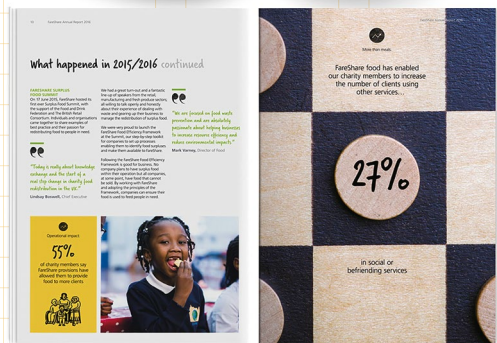 10 FareShare Annual Report 2016
What happened in 2015/2016 continued
FARESHARE SURPLUS
FOOD SUMMIT
On 17 June 2015, FareShare hosted its
first ever Surplus Food Summit, with
the support of the Food and Drink
Federation and The British Retail
Consortium. Individuals and organisations
came together to share examples of
best practice and their passion for
redistributing food to people in need.
"Today is really about knowledge
exchange and the start of a
real step change in charity food
redistribution in the UK."
Lindsay Boswell, Chief Executive
We had a great turn-out and a fantastic
line-up of speakers from the retail,
manufacturing and fresh produce sectors;
all willing to talk openly and honestly
about their experience of dealing with
waste and gearing up their business to
manage the redistribution of surplus food.
We were very proud to launch the
FareShare Food Efficiency Framework
at the Summit, our step-by-step toolkit
for companies to set up processes
enabling them to identify food surpluses
and make them available to FareShare.
Following the FareShare Food Efficiency
Framework is good for business. No
company plans to have surplus food
within their operation but all companies,
at some point, have food that cannot
be sold. By working with FareShare
and adopting the principles of the
Framework, companies can ensure their
food is used to feed people in need.
"We are focused on food waste
prevention and are absolutely
passionate about helping businesses
to increase resource efficiency and
reduce environmental impacts."
Mark Varney, Director of Food
Operational impact
55%
of charity members say
FareShare provisions have
allowed them to provide
food to more clients
More than meals
FareShare food has enabled
our charity members to increase
the number of clients using
other services...
27%
in social or
befriending services